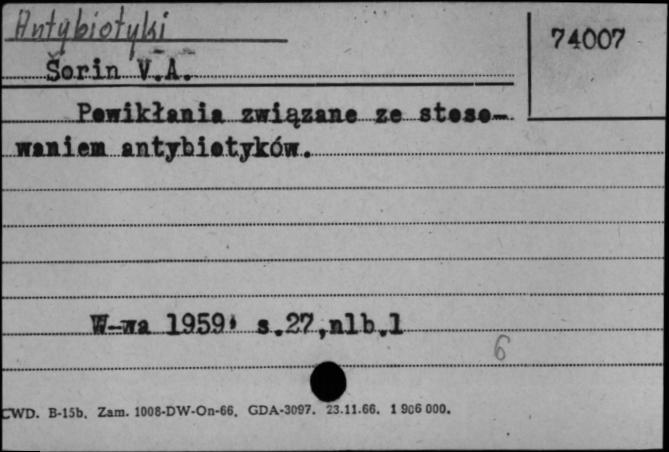 Antybiotyki
74007
Šorin V.A.
Powikłania związane ze stoso-
waniem antybiotyków.
W-wa 1959, s.27,nlb.1
6
CWD. B-15b. Zam. 1008-DW-On-66. GDA-3097. 23.11.66. 1 906 000.